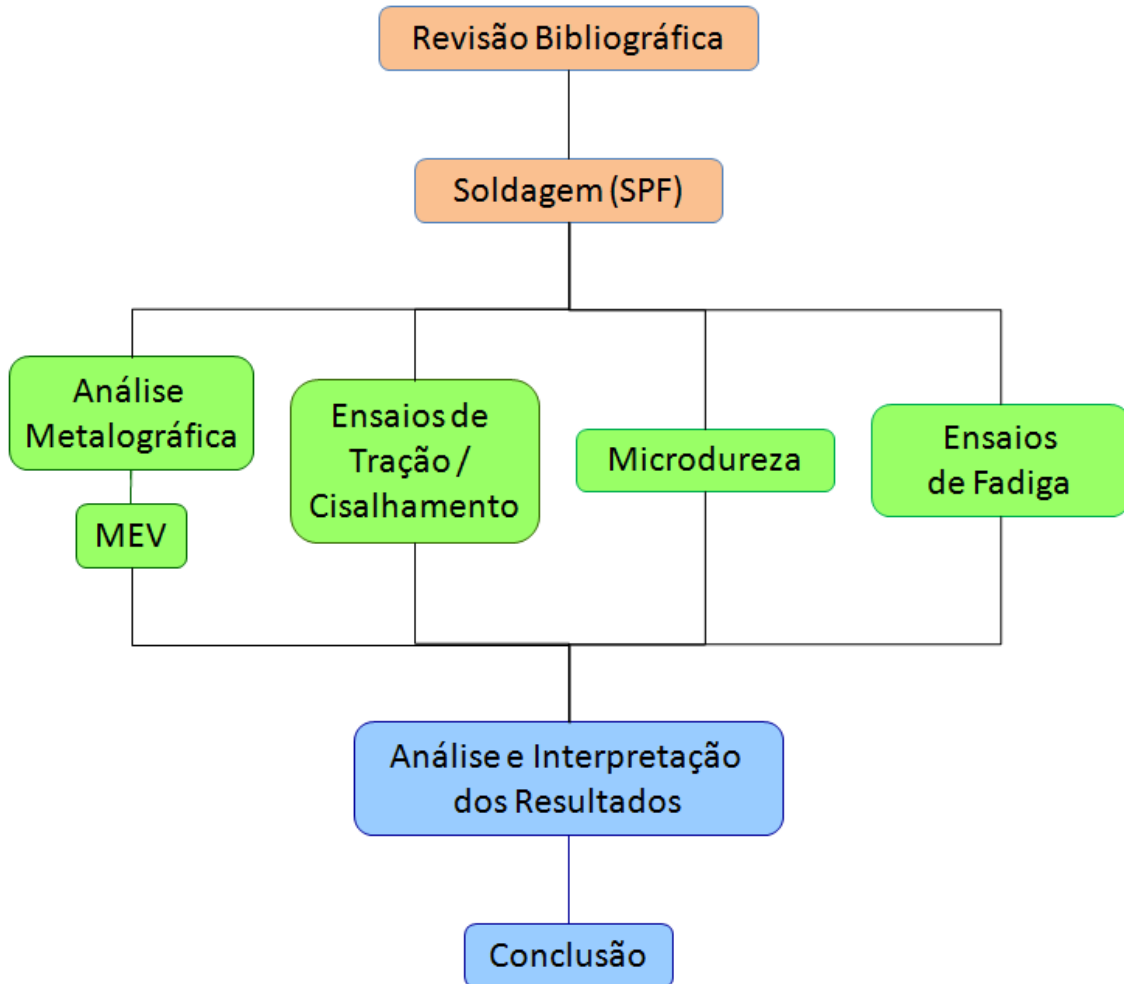 Revisão Bibliográfica
Soldagem (SPF)
Análise
Metalográfica
MEV
Ensaios de
Tração /
Cisalhamento
Microdureza
Ensaios
de Fadiga
Análise e Interpretação
dos Resultados
Conclusão